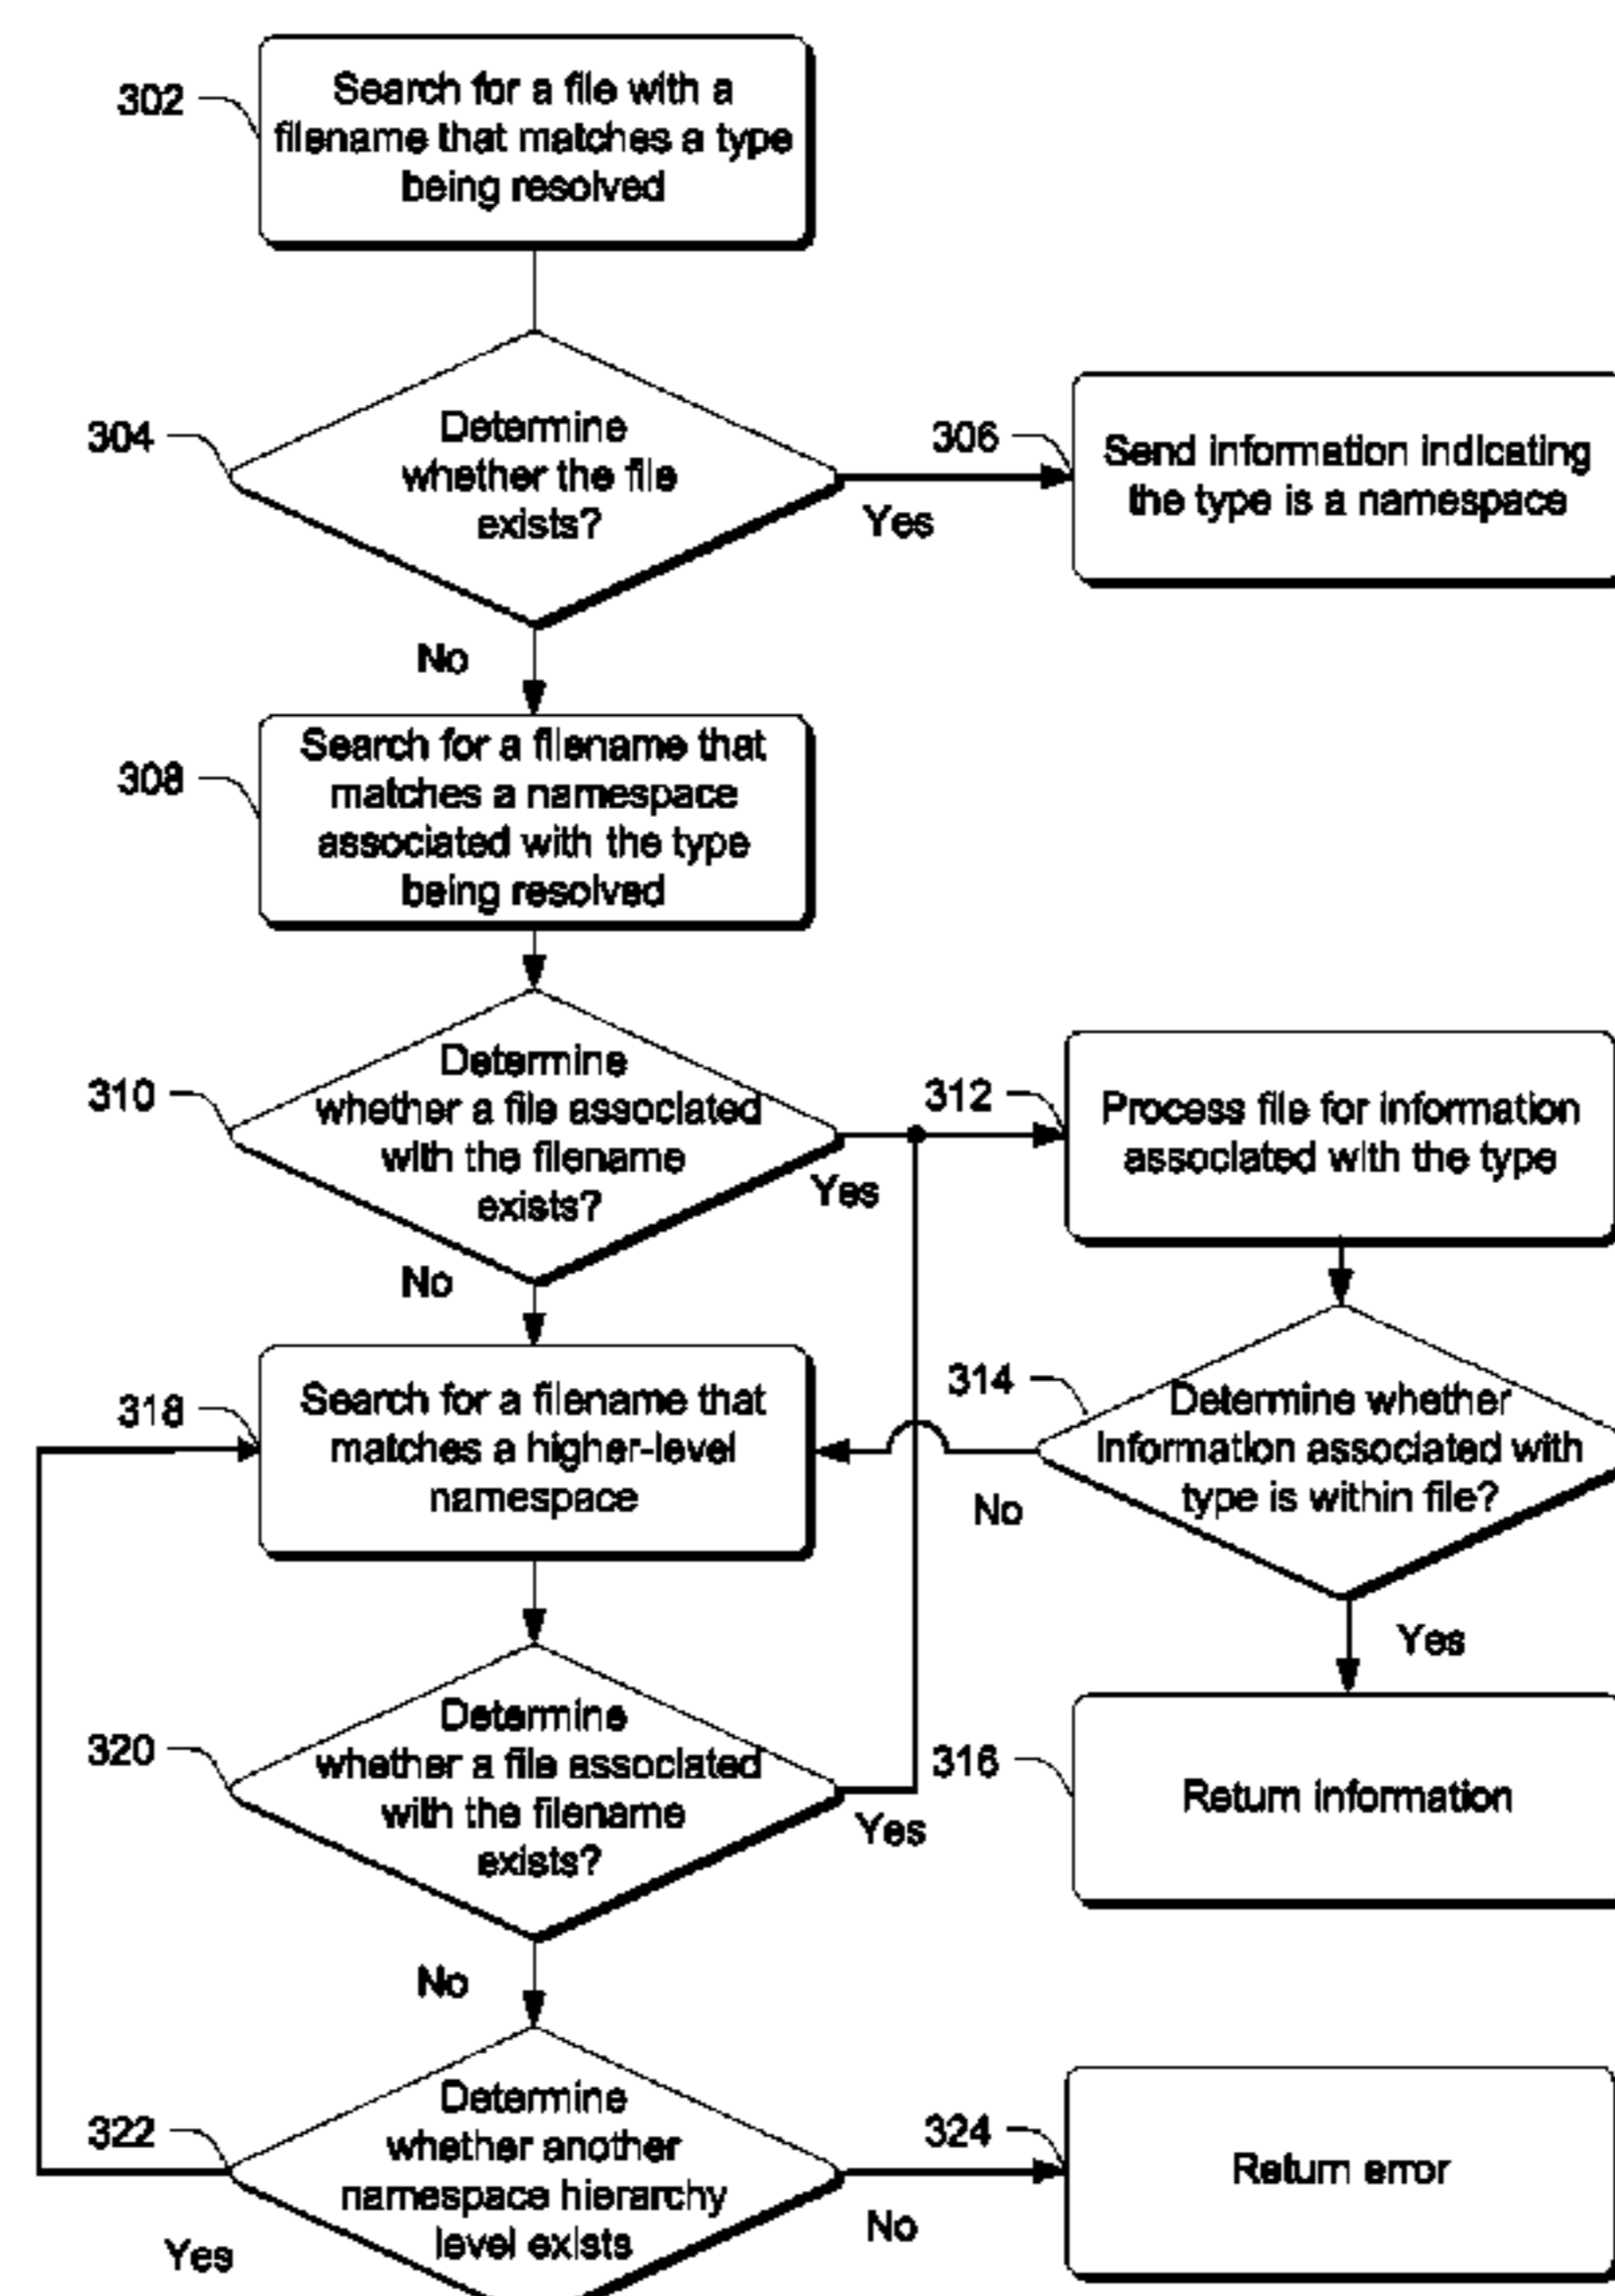 302
Search for a file with a
filename that matches a type
being resolved
304
Determine
whether the file
exists?
Yes
306
Send information indicating
the type is a namespace
No
308
Search for a filename that
matches a namespace
associated with the type
being resolved
310
Determine
whether a file associated
with the filename
exists?
Yes
312
Process file for information
associated with the type
No
314
Determine whether
information associated with
type is within file?
No
Yes
318
Search for a filename that
matches a higher-level
namespace
316
Return information
320
Determine
whether a file associated
with the filename
exists?
Yes
No
322
Determine
whether another
namespace hierarchy
level exists
Yes
No
324
Return error